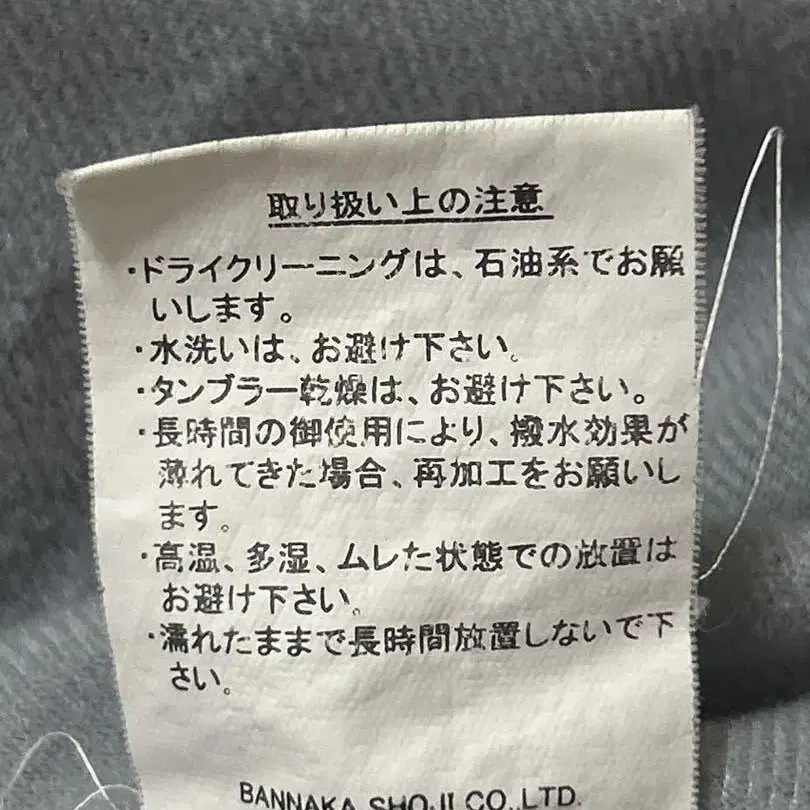 取り扱い上の注意
・ドライクリーニングは、石油系でお願
いします。
・水洗いは、お避け下さい。
・タンブラー乾燥は、お避け下さい。
・長時間の御使用により、撥水効果が
薄れてきた場合、再加工をお願いし
ます。
・高温、多湿、ムレた状態での放置は
お避け下さい。
・濡れたままで長時間放置しないで下
さい。
BANNAKA SHOJI CO.,LTD.